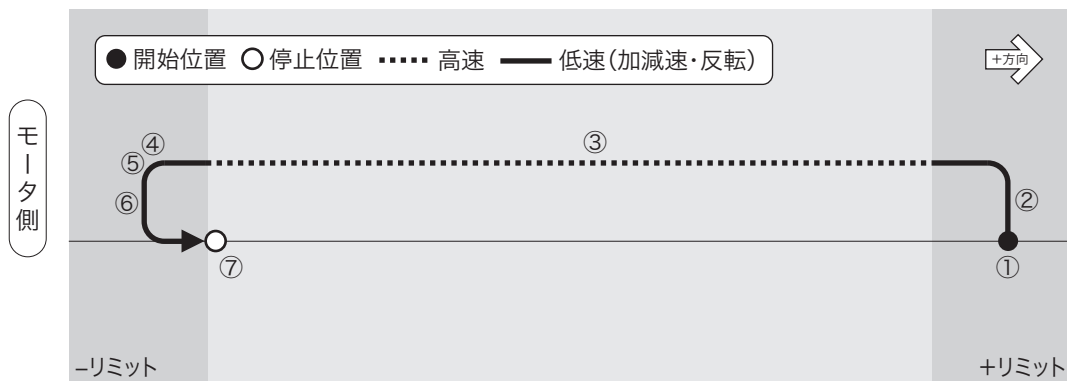 ●開始位置 ○停止位置 ••••• 高速 ━━ 低速(加減速・反転)
+方向
モータ側
③
④
⑤
⑥
②
⑦
①
–リミット
+リミット